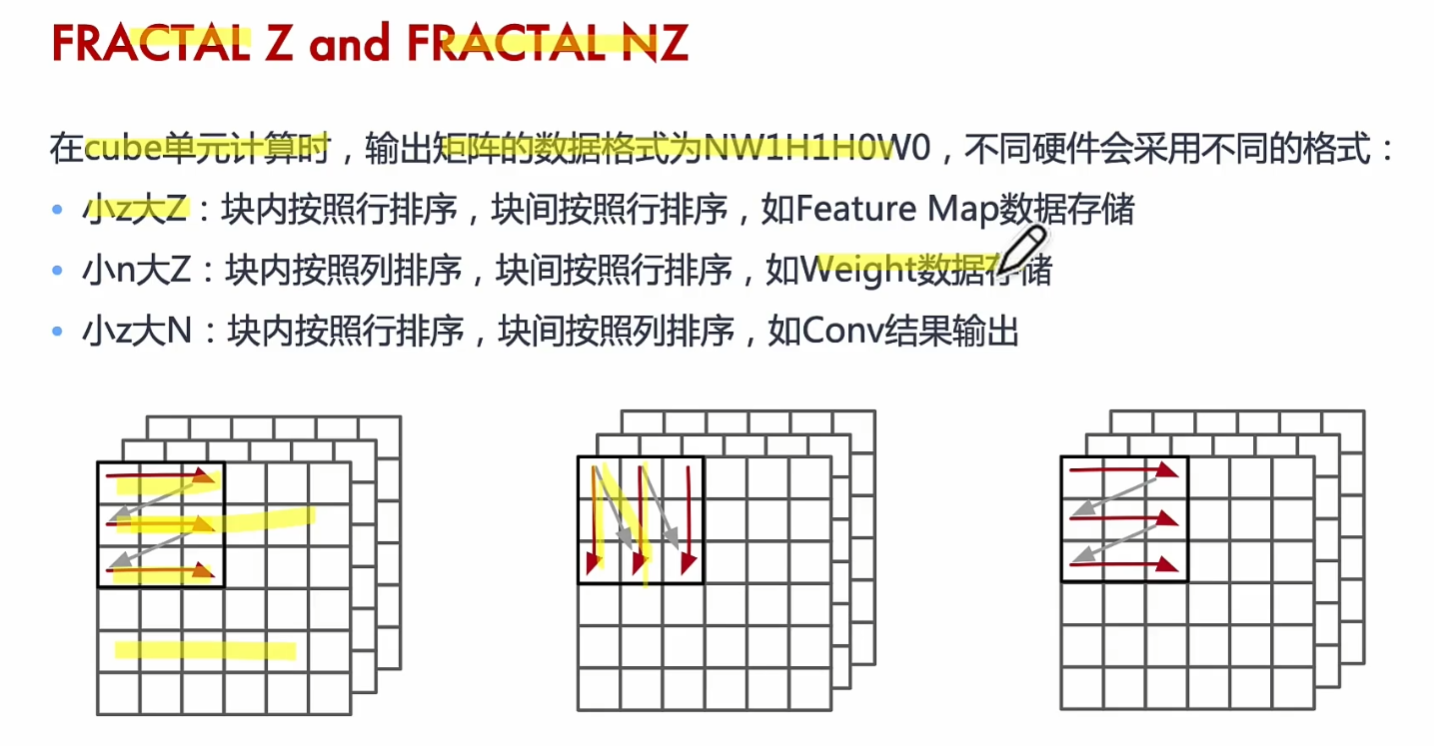 FRACTAL Z and FRACTAL NZ
在cube单元计算时，输出矩阵的数据格式为NW1H1H0W0，不同硬件会采用不同的格式：
小z大Z：块内按照行排序，块间按照行排序，如Feature Map数据存储
小n大Z：块内按照列排序，块间按照行排序，如Weight数据存储
小z大N：块内按照行排序，块间按照列排序，如Conv结果输出